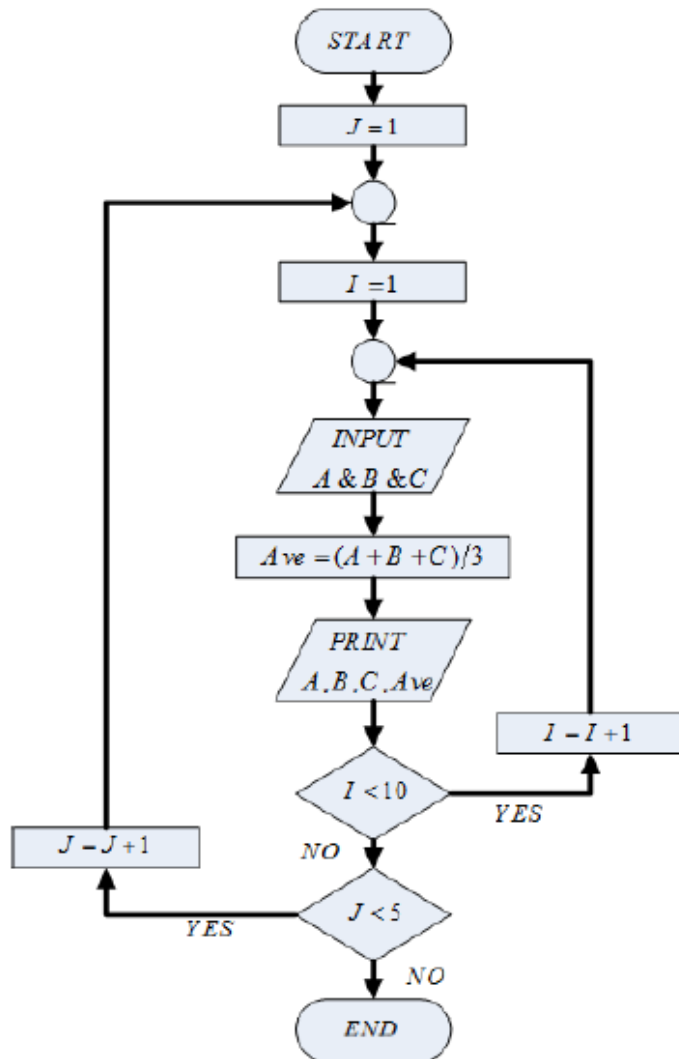 START
J = 1
I = 1
INPUT
A & B & C
Ave = (A + B + C)/3
PRINT
A , B , C , Ave
I = I + 1
I < 10
YES
J = J + 1
NO
J < 5
YES
NO
END